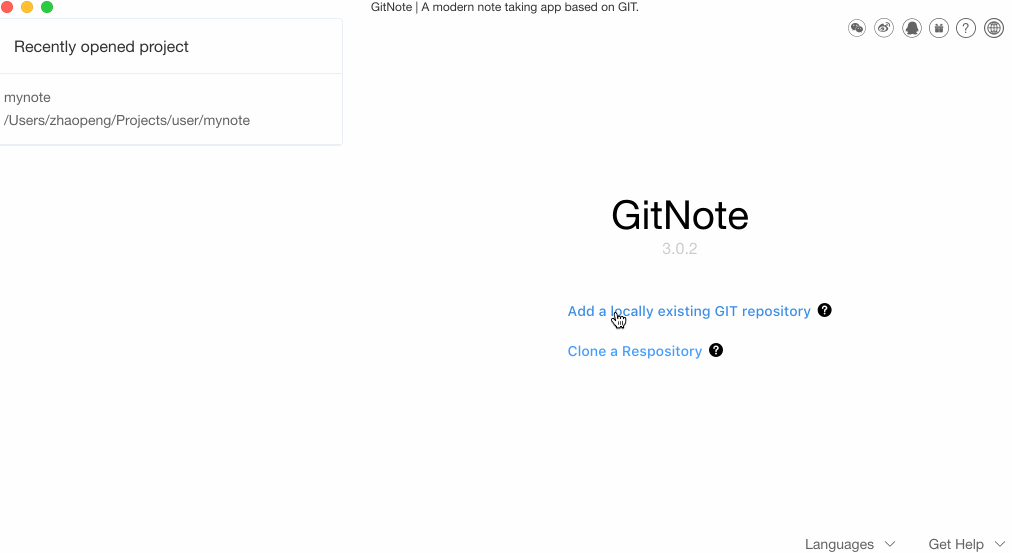 GitNote | A modern note taking app based on GIT.
Recently opened project
mynote
/Users/zhaopeng/Projects/user/mynote
GitNote
3.0.2
Add a locally existing GIT repository
Clone a Respository
Languages
Get Help